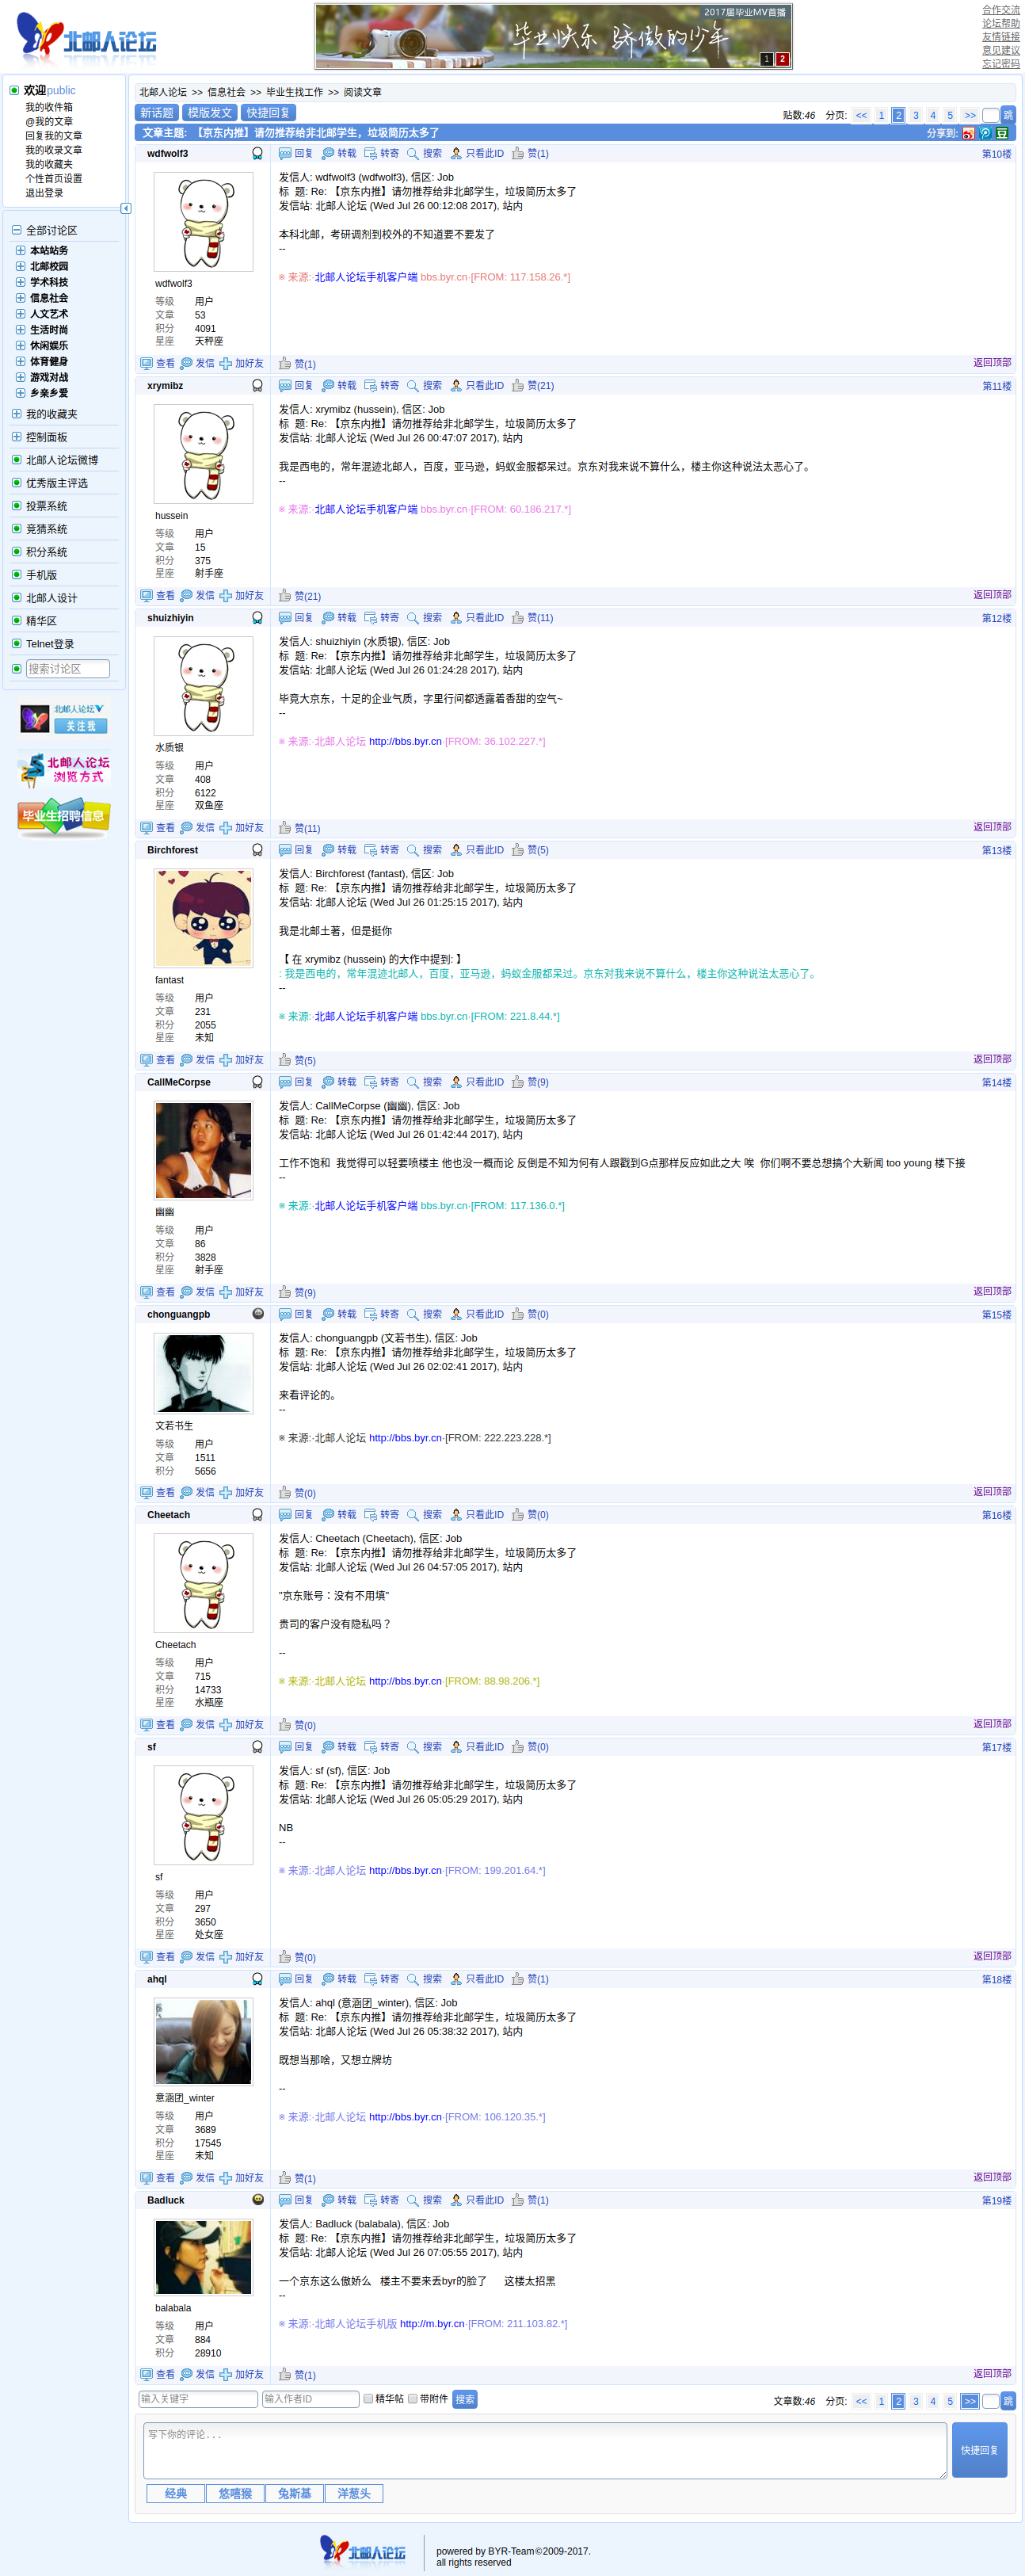 北邮人论坛
2017届毕业MV首播
毕业快乐 骄傲的少年
1 2
合作交流
论坛帮助
友情链接
意见建议
忘记密码
欢迎public
我的收件箱
@我的文章
回复我的文章
我的收录文章
我的收藏夹
个性首页设置
退出登录
全部讨论区
本站站务
北邮校园
学术科技
信息社会
人文艺术
生活时尚
休闲娱乐
体育健身
游戏对战
乡亲乡爱
我的收藏夹
控制面板
北邮人论坛微博
优秀版主评选
投票系统
竞猜系统
积分系统
手机版
北邮人设计
精华区
Telnet登录
搜索讨论区
北邮人论坛
关注我
北邮人论坛
浏览方式
毕业生招聘信息
北邮人论坛 >> 信息社会 >> 毕业生找工作 >> 阅读文章
新话题 模版发文 快捷回复
贴数:46 分页: << 1 2 3 4 5 >> 跳
文章主题: 【京东内推】请勿推荐给非北邮学生，垃圾简历太多了
分享到: 豆
wdfwolf3 回复 转载 转寄 搜索 只看此ID 赞(1) 第10楼
发信人: wdfwolf3 (wdfwolf3), 信区: Job
标 题: Re: 【京东内推】请勿推荐给非北邮学生，垃圾简历太多了
发信站: 北邮人论坛 (Wed Jul 26 00:12:08 2017), 站内
本科北邮，考研调剂到校外的不知道要不要发了
--
※ 来源:·北邮人论坛手机客户端 bbs.byr.cn·[FROM: 117.158.26.*]
wdfwolf3
等级 用户
文章 53
积分 4091
星座 天秤座
查看 发信 加好友 赞(1) 返回顶部
xrymibz 回复 转载 转寄 搜索 只看此ID 赞(21) 第11楼
发信人: xrymibz (hussein), 信区: Job
标 题: Re: 【京东内推】请勿推荐给非北邮学生，垃圾简历太多了
发信站: 北邮人论坛 (Wed Jul 26 00:47:07 2017), 站内
我是西电的，常年混迹北邮人，百度，亚马逊，蚂蚁金服都呆过。京东对我来说不算什么，楼主你这种说法太恶心了。
--
※ 来源:·北邮人论坛手机客户端 bbs.byr.cn·[FROM: 60.186.217.*]
hussein
等级 用户
文章 15
积分 375
星座 射手座
查看 发信 加好友 赞(21) 返回顶部
shuizhiyin 回复 转载 转寄 搜索 只看此ID 赞(11) 第12楼
发信人: shuizhiyin (水质银), 信区: Job
标 题: Re: 【京东内推】请勿推荐给非北邮学生，垃圾简历太多了
发信站: 北邮人论坛 (Wed Jul 26 01:24:28 2017), 站内
毕竟大京东，十足的企业气质，字里行间都透露着香甜的空气~
--
※ 来源:·北邮人论坛 http://bbs.byr.cn·[FROM: 36.102.227.*]
水质银
等级 用户
文章 408
积分 6122
星座 双鱼座
查看 发信 加好友 赞(11) 返回顶部
Birchforest 回复 转载 转寄 搜索 只看此ID 赞(5) 第13楼
发信人: Birchforest (fantast), 信区: Job
标 题: Re: 【京东内推】请勿推荐给非北邮学生，垃圾简历太多了
发信站: 北邮人论坛 (Wed Jul 26 01:25:15 2017), 站内
我是北邮土著，但是挺你
【 在 xrymibz (hussein) 的大作中提到: 】
: 我是西电的，常年混迹北邮人，百度，亚马逊，蚂蚁金服都呆过。京东对我来说不算什么，楼主你这种说法太恶心了。
--
※ 来源:·北邮人论坛手机客户端 bbs.byr.cn·[FROM: 221.8.44.*]
fantast
等级 用户
文章 231
积分 2055
星座 未知
查看 发信 加好友 赞(5) 返回顶部
CallMeCorpse 回复 转载 转寄 搜索 只看此ID 赞(9) 第14楼
发信人: CallMeCorpse (幽幽), 信区: Job
标 题: Re: 【京东内推】请勿推荐给非北邮学生，垃圾简历太多了
发信站: 北邮人论坛 (Wed Jul 26 01:42:44 2017), 站内
工作不饱和 我觉得可以轻要喷楼主 他也没一概而论 反倒是不知为何有人跟戳到G点那样反应如此之大 唉 你们啊不要总想搞个大新闻 too young 楼下接
--
※ 来源:·北邮人论坛手机客户端 bbs.byr.cn·[FROM: 117.136.0.*]
幽幽
等级 用户
文章 86
积分 3828
星座 射手座
查看 发信 加好友 赞(9) 返回顶部
chonguangpb 回复 转载 转寄 搜索 只看此ID 赞(0) 第15楼
发信人: chonguangpb (文若书生), 信区: Job
标 题: Re: 【京东内推】请勿推荐给非北邮学生，垃圾简历太多了
发信站: 北邮人论坛 (Wed Jul 26 02:02:41 2017), 站内
来看评论的。
--
※ 来源:·北邮人论坛 http://bbs.byr.cn·[FROM: 222.223.228.*]
文若书生
等级 用户
文章 1511
积分 5656
查看 发信 加好友 赞(0) 返回顶部
Cheetach 回复 转载 转寄 搜索 只看此ID 赞(0) 第16楼
发信人: Cheetach (Cheetach), 信区: Job
标 题: Re: 【京东内推】请勿推荐给非北邮学生，垃圾简历太多了
发信站: 北邮人论坛 (Wed Jul 26 04:57:05 2017), 站内
"京东账号：没有不用填"
贵司的客户没有隐私吗？
--
※ 来源:·北邮人论坛 http://bbs.byr.cn·[FROM: 88.98.206.*]
Cheetach
等级 用户
文章 715
积分 14733
星座 水瓶座
查看 发信 加好友 赞(0) 返回顶部
sf 回复 转载 转寄 搜索 只看此ID 赞(0) 第17楼
发信人: sf (sf), 信区: Job
标 题: Re: 【京东内推】请勿推荐给非北邮学生，垃圾简历太多了
发信站: 北邮人论坛 (Wed Jul 26 05:05:29 2017), 站内
NB
--
※ 来源:·北邮人论坛 http://bbs.byr.cn·[FROM: 199.201.64.*]
sf
等级 用户
文章 297
积分 3650
星座 处女座
查看 发信 加好友 赞(0) 返回顶部
ahql 回复 转载 转寄 搜索 只看此ID 赞(1) 第18楼
发信人: ahql (意涵团_winter), 信区: Job
标 题: Re: 【京东内推】请勿推荐给非北邮学生，垃圾简历太多了
发信站: 北邮人论坛 (Wed Jul 26 05:38:32 2017), 站内
既想当那啥，又想立牌坊
--
※ 来源:·北邮人论坛 http://bbs.byr.cn·[FROM: 106.120.35.*]
意涵团_winter
等级 用户
文章 3689
积分 17545
星座 未知
查看 发信 加好友 赞(1) 返回顶部
Badluck 回复 转载 转寄 搜索 只看此ID 赞(1) 第19楼
发信人: Badluck (balabala), 信区: Job
标 题: Re: 【京东内推】请勿推荐给非北邮学生，垃圾简历太多了
发信站: 北邮人论坛 (Wed Jul 26 07:05:55 2017), 站内
一个京东这么傲娇么 楼主不要来丢byr的脸了 这楼太招黑
--
※ 来源:·北邮人论坛手机版 http://m.byr.cn·[FROM: 211.103.82.*]
balabala
等级 用户
文章 884
积分 28910
查看 发信 加好友 赞(1) 返回顶部
输入关键字 输入作者ID 精华帖 带附件 搜索
文章数:46 分页: << 1 2 3 4 5 >> 跳
写下你的评论...
快捷回复
经典 悠嘻猴 兔斯基 洋葱头
北邮人论坛
powered by BYR-Team©2009-2017.
all rights reserved